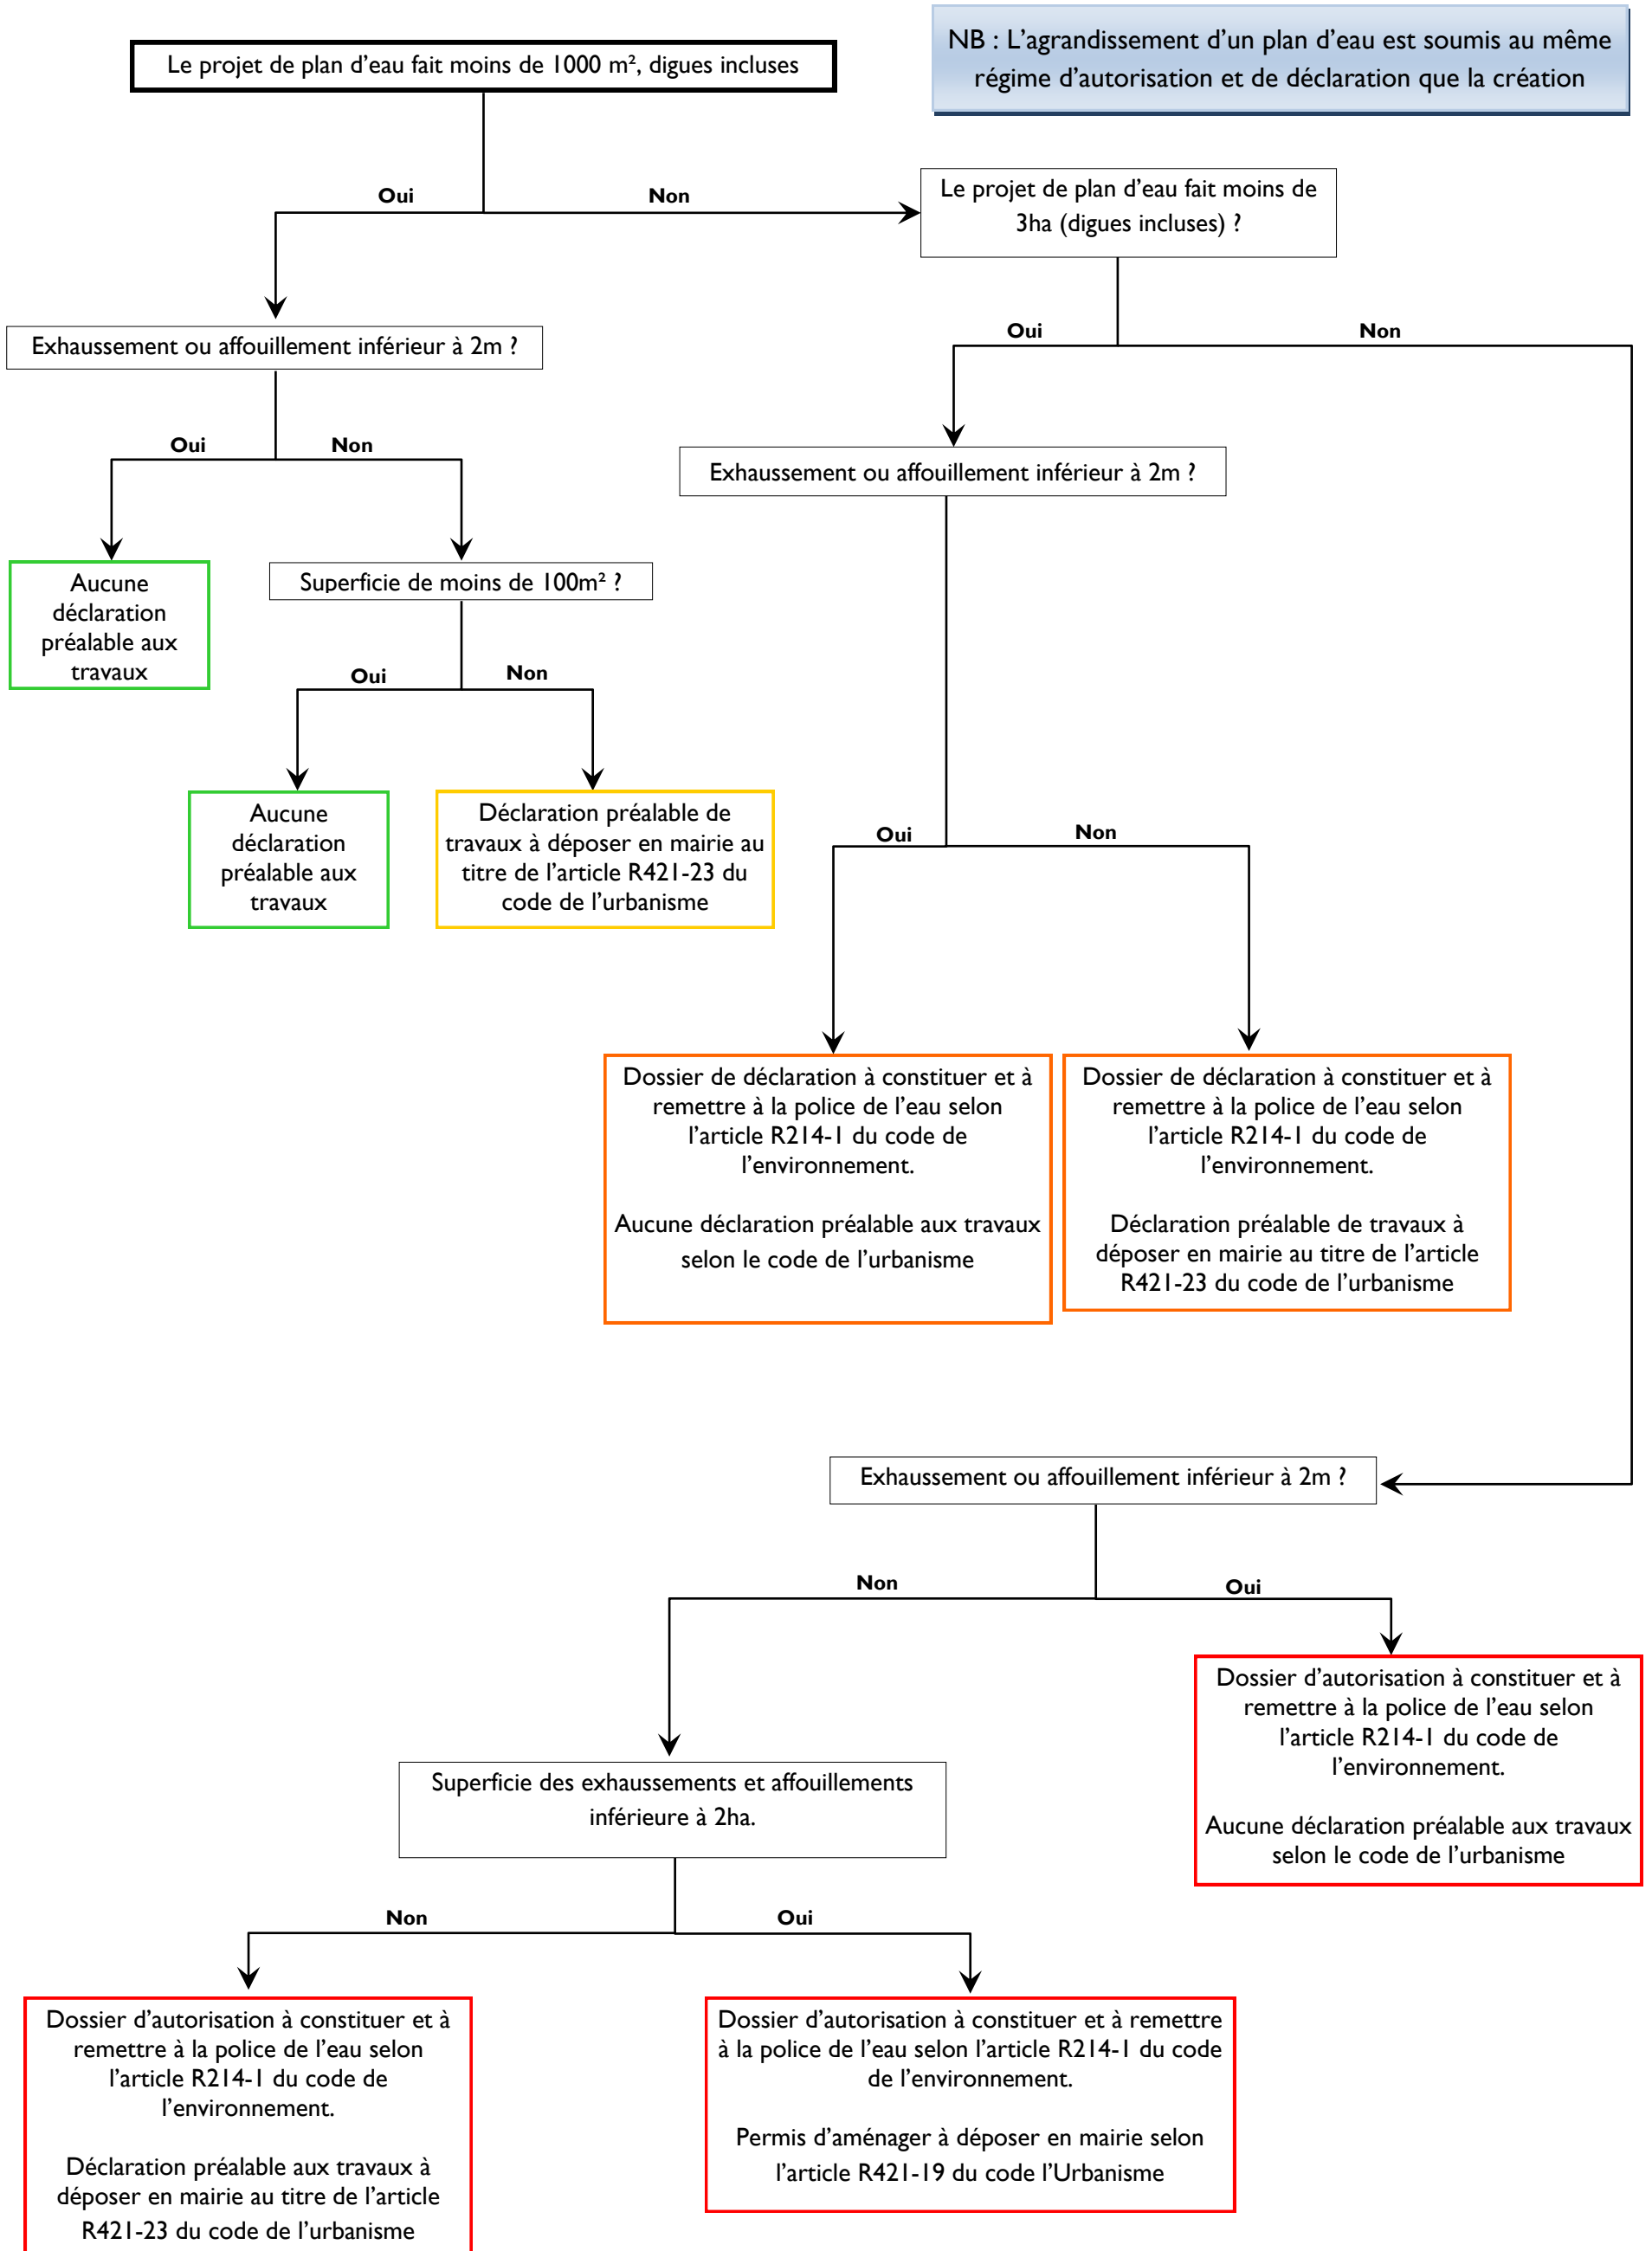 NB : L’agrandissement d’un plan d’eau est soumis au même
régime d’autorisation et de déclaration que la création
Le projet de plan d’eau fait moins de 1000 m², digues incluses
Oui
Non
Le projet de plan d’eau fait moins de
3ha (digues incluses) ?
Exhaussement ou affouillement inférieur à 2m ?
Oui
Non
Oui
Non
Exhaussement ou affouillement inférieur à 2m ?
Aucune
déclaration
préalable aux
travaux
Superficie de moins de 100m² ?
Oui
Non
Aucune
déclaration
préalable aux
travaux
Déclaration préalable de
travaux à déposer en mairie au
titre de l’article R421-23 du
code de l’urbanisme
Oui
Non
Dossier de déclaration à constituer et à
remettre à la police de l’eau selon
l’article R214-1 du code de
l’environnement.
Aucune déclaration préalable aux travaux
selon le code de l’urbanisme
Dossier de déclaration à constituer et à
remettre à la police de l’eau selon
l’article R214-1 du code de
l’environnement.
Déclaration préalable de travaux à
déposer en mairie au titre de l’article
R421-23 du code de l’urbanisme
Exhaussement ou affouillement inférieur à 2m ?
Non
Oui
Dossier d’autorisation à constituer et à
remettre à la police de l’eau selon
l’article R214-1 du code de
l’environnement.
Aucune déclaration préalable aux travaux
selon le code de l’urbanisme
Superficie des exhaussements et affouillements
inférieure à 2ha.
Non
Oui
Dossier d’autorisation à constituer et à
remettre à la police de l’eau selon
l’article R214-1 du code de
l’environnement.
Déclaration préalable aux travaux à
déposer en mairie au titre de l’article
R421-23 du code de l’urbanisme
Dossier d’autorisation à constituer et à remettre
à la police de l’eau selon l’article R214-1 du code
de l’environnement.
Permis d’aménager à déposer en mairie selon
l’article R421-19 du code l’Urbanisme